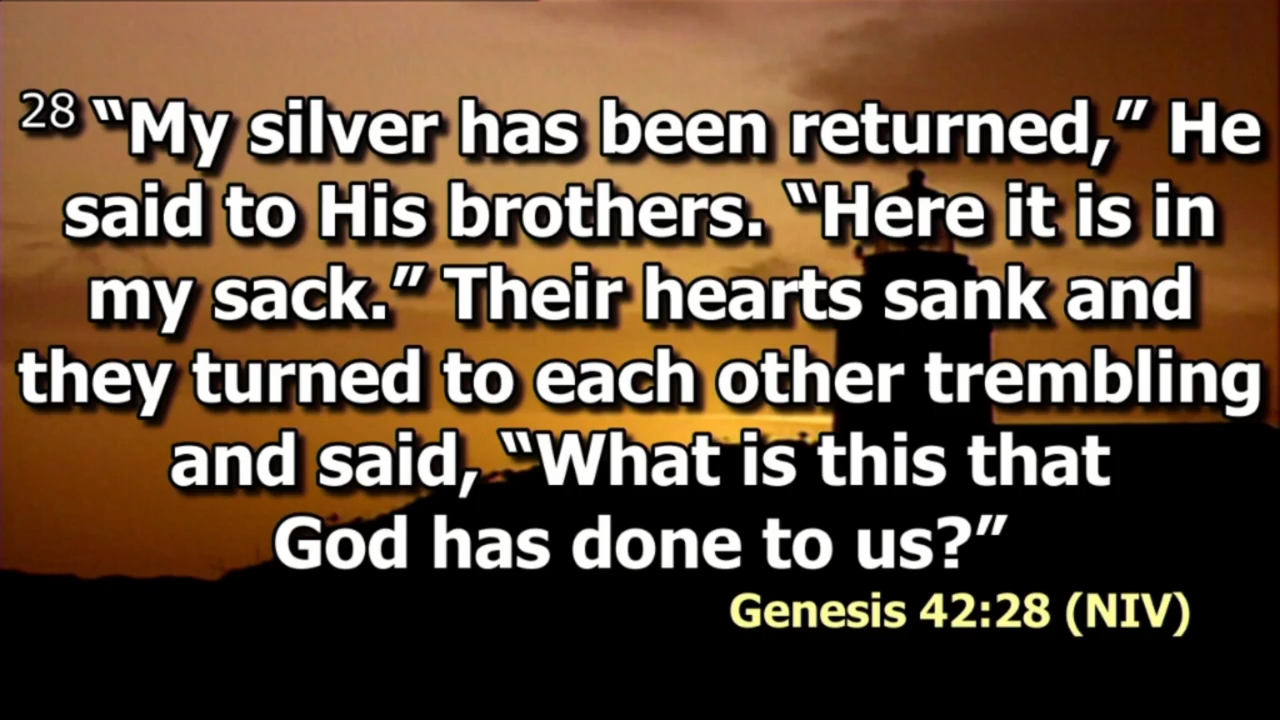 28 “My silver has been returned,” He
said to His brothers. “Here it is in
my sack.” Their hearts sank and
they turned to each other trembling
and said, “What is this that
God has done to us?”
Genesis 42:28 (NIV)